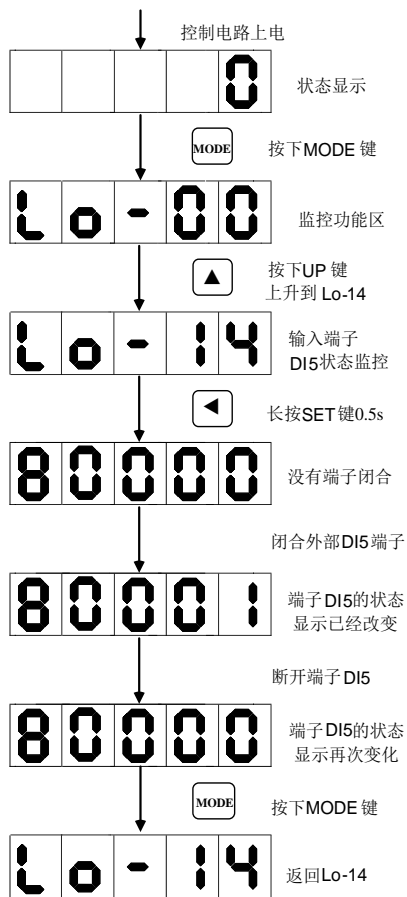 控制电路上电
0
状态显示
MODE
按下MODE 键
Lo-00
监控功能区
▲
按下UP 键
上升到 Lo-14
Lo-14
输入端子
DI5状态监控
◀
长按SET 键0.5s
80000
没有端子闭合
闭合外部DI5 端子
80001
端子 DI5的状态
显示已经改变
断开端子 DI5
80000
端子 DI5的状态
显示再次变化
MODE
按下MODE 键
Lo-14
返回Lo-14